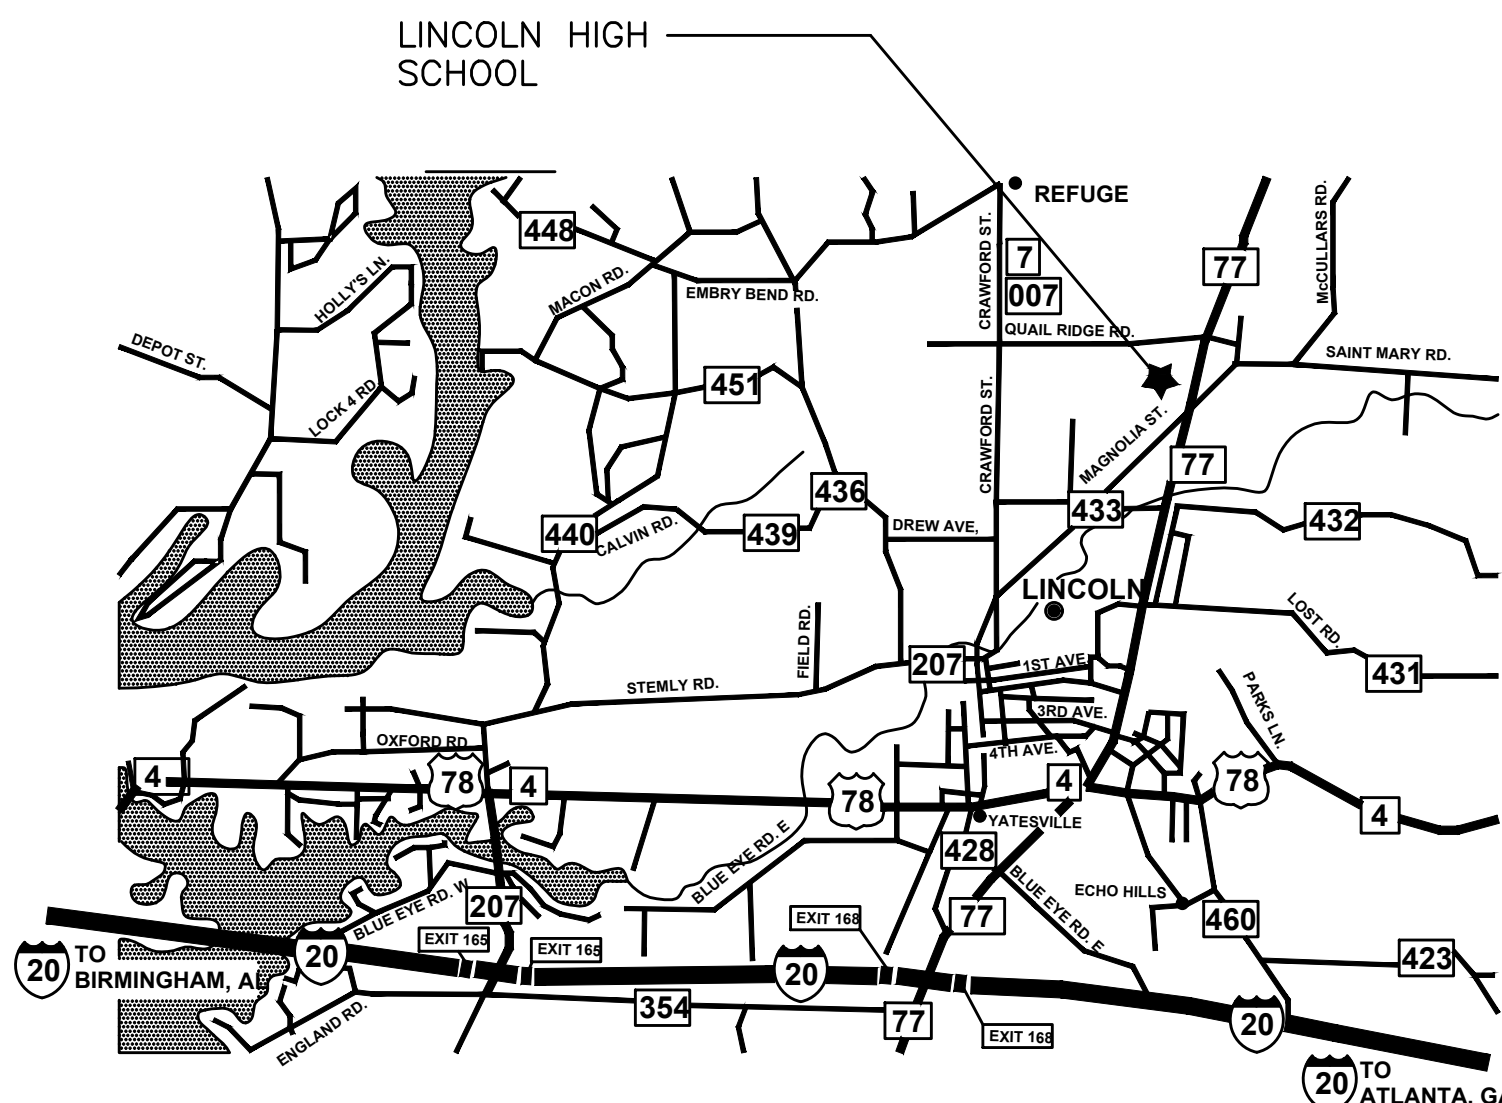 LINCOLN HIGH
SCHOOL
REFUGE
448
CRAWFORD ST.
McCULLARS RD.
7
77
HOLLY'S LN.
MACON RD.
EMBRY BEND RD.
007
QUAIL RIDGE RD.
DEPOT ST.
SAINT MARY RD.
451
LOCK 4 RD.
CRAWFORD ST.
MAGNOLIA ST.
77
436
433
432
440
CALVIN RD.
439
DREW AVE,
LINCOLN
LOST RD.
FIELD RD.
207
1ST AVE.
431
STEMLY RD.
PARKS LN.
3RD AVE.
OXFORD RD
4TH AVE.
4
78
4
78
4
78
4
YATESVILLE
428
BLUE EYE RD. E
BLUE EYE RD. W
BLUE EYE RD. E
ECHO HILLS
207
EXIT 168
77
460
EXIT 165
EXIT 165
20
TO
BIRMINGHAM, AL
20
20
423
354
77
20
ENGLAND RD.
EXIT 168
20
TO
ATLANTA, GA